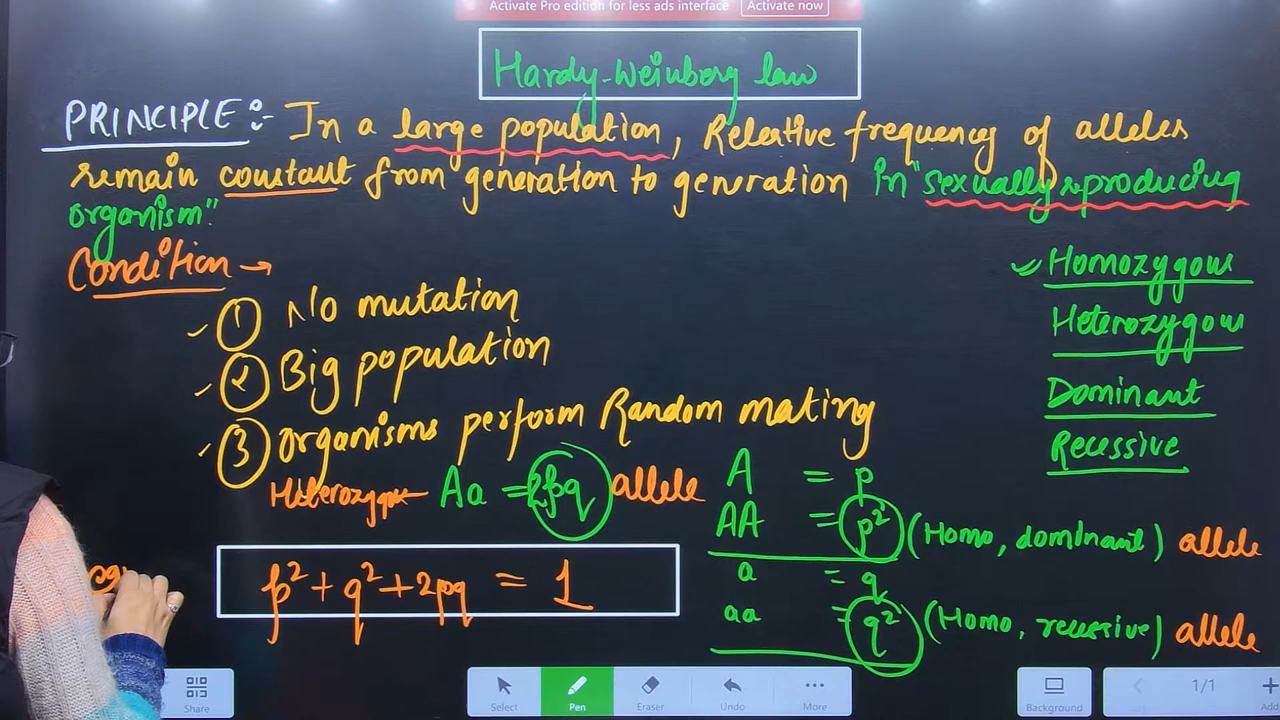 Activate Pro edition for less ads interface Activate now
Hardy-Weinberg law
PRINCIPLE:- In a large population, Relative frequency of alleles
remain constant from generation to generation in "sexually reproducing
organism"
Condition →
① No mutation
② Big population
③ Organisms perform Random mating
Homozygous
Heterozygous
Dominant
Recessive
Heterozygous Aa = 2pq allele
A = p
AA = p² (Homo, dominant) allele
a = q
aa = q² (Homo, recessive) allele
p² + q² + 2pq = 1
Share
Select Pen Eraser Undo More
Background 1/1 Add